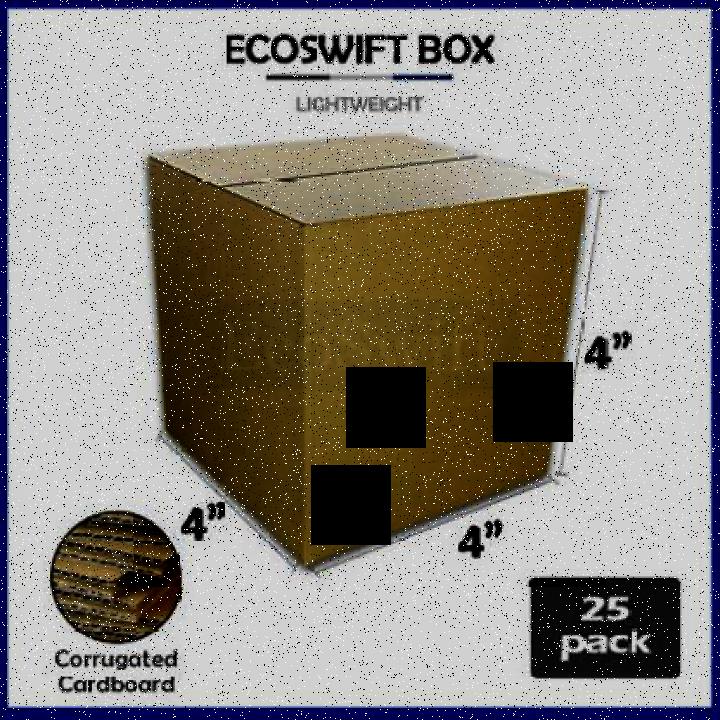 ECOSWIFT BOX
LIGHTWEIGHT
4”
4”
4”
25
pack
Corrugated
Cardboard